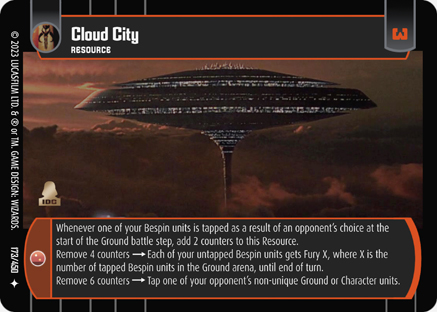 Cloud City
RESOURCE
3
IDC
Whenever one of your Bespin units is tapped as a result of an opponent's choice at the
start of the Ground battle step, add 2 counters to this Resource.
Remove 4 counters → Each of your untapped Bespin units gets Fury X, where X is the
number of tapped Bespin units in the Ground arena, until end of turn.
Remove 6 counters → Tap one of your opponent's non-unique Ground or Character units.
© 2023 LUCASFILM LTD. & ® or TM. GAME DESIGN: WIZARDS. 173/450